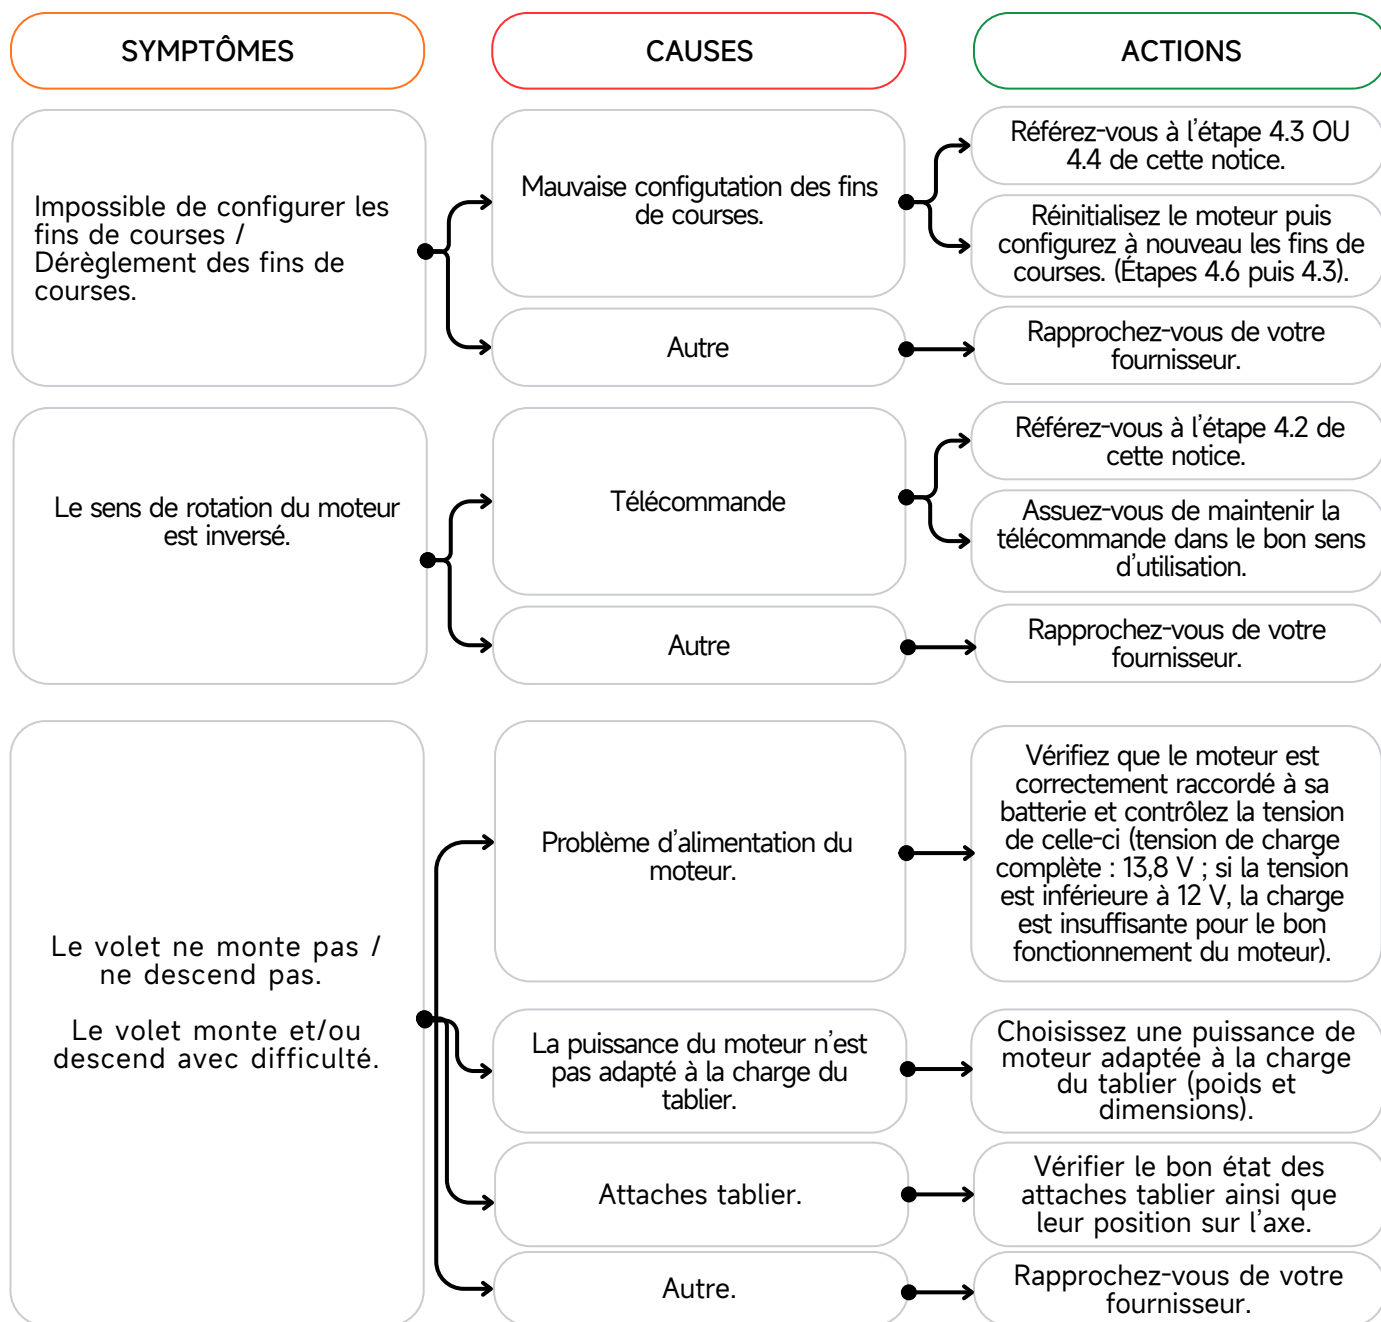 SYMPTÔMES
CAUSES
ACTIONS
Impossible de configurer les
fins de courses /
Dérèglement des fins de
courses.
Mauvaise configutation des fins
de courses.
Référez-vous à l'étape 4.3 OU
4.4 de cette notice.
Réinitialisez le moteur puis
configurez à nouveau les fins de
courses. (Étapes 4.6 puis 4.3).
Autre
Rapprochez-vous de votre
fournisseur.
Le sens de rotation du moteur
est inversé.
Télécommande
Référez-vous à l'étape 4.2 de
cette notice.
Assuez-vous de maintenir la
télécommande dans le bon sens
d'utilisation.
Autre
Rapprochez-vous de votre
fournisseur.
Le volet ne monte pas /
ne descend pas.
Le volet monte et/ou
descend avec difficulté.
Problème d'alimentation du
moteur.
Vérifiez que le moteur est
correctement raccordé à sa
batterie et contrôlez la tension
de celle-ci (tension de charge
complète : 13,8 V ; si la tension
est inférieure à 12 V, la charge
est insuffisante pour le bon
fonctionnement du moteur).
La puissance du moteur n'est
pas adapté à la charge du
tablier.
Choisissez une puissance de
moteur adaptée à la charge
du tablier (poids et
dimensions).
Attaches tablier.
Vérifier le bon état des
attaches tablier ainsi que
leur position sur l'axe.
Autre.
Rapprochez-vous de votre
fournisseur.